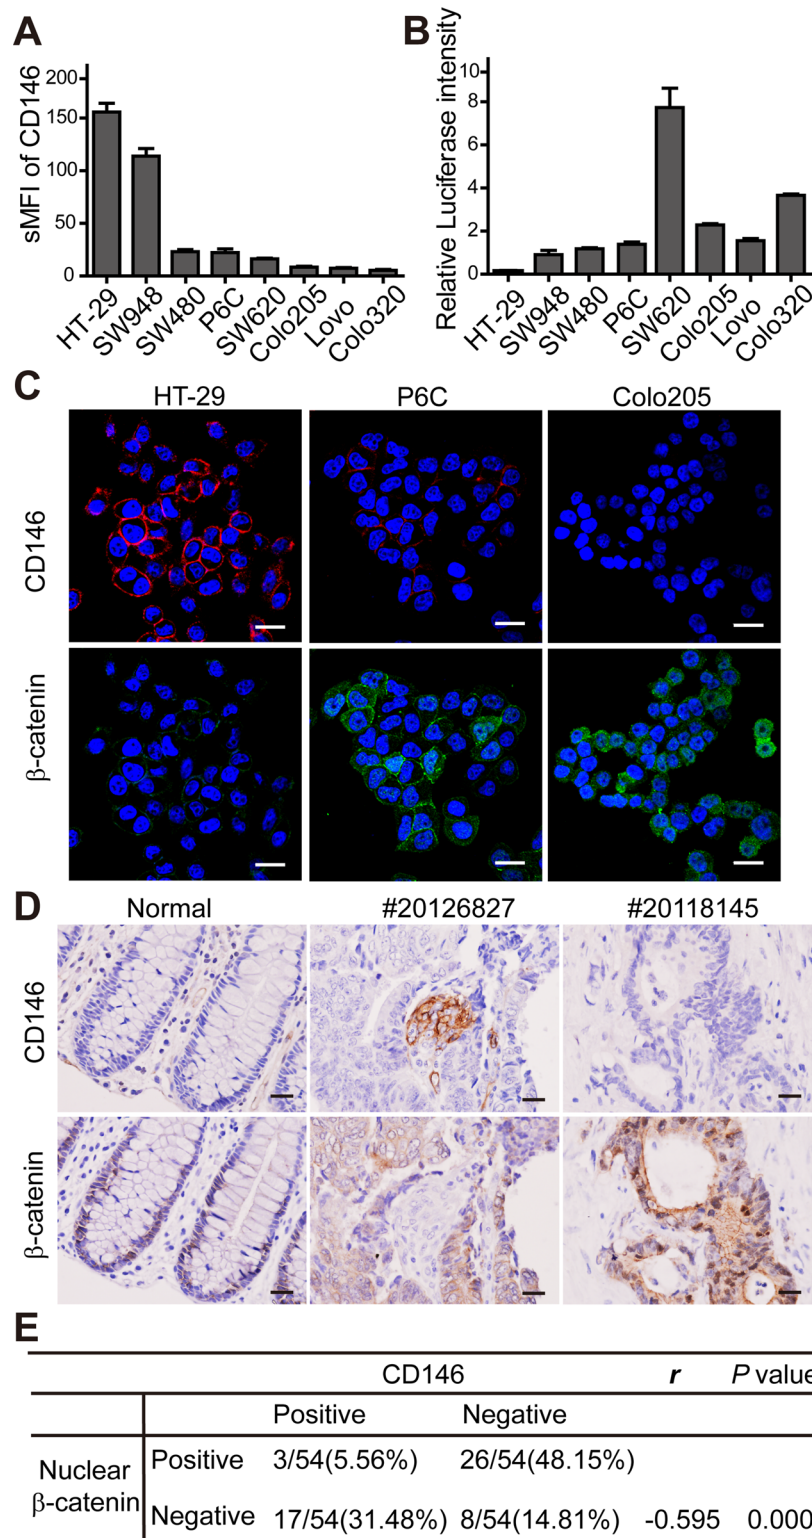 A
sMFI of CD146
200
150
100
50
0
HT-29
SW948
SW480
P6C
SW620
Colo205
Lovo
Colo320
B
Relative Luciferase intensity
10
8
6
4
2
0
HT-29
SW948
SW480
P6C
SW620
Colo205
Lovo
Colo320
C
HT-29 P6C Colo205
CD146
β-catenin
D
Normal #20126827 #20118145
CD146
β-catenin
E
CD146 r P value
Positive Negative
Nuclear β-catenin
Positive 3/54(5.56%) 26/54(48.15%)
Negative 17/54(31.48%) 8/54(14.81%) -0.595 0.000